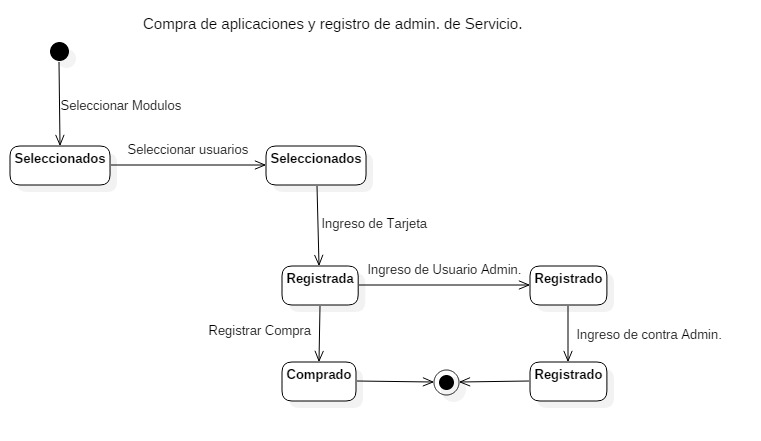 Compra de aplicaciones y registro de admin. de Servicio.
Seleccionar Modulos
Seleccionados
Seleccionar usuarios
Seleccionados
Ingreso de Tarjeta
Registrada
Ingreso de Usuario Admin.
Registrado
Registrar Compra
Ingreso de contra Admin.
Comprado
Registrado